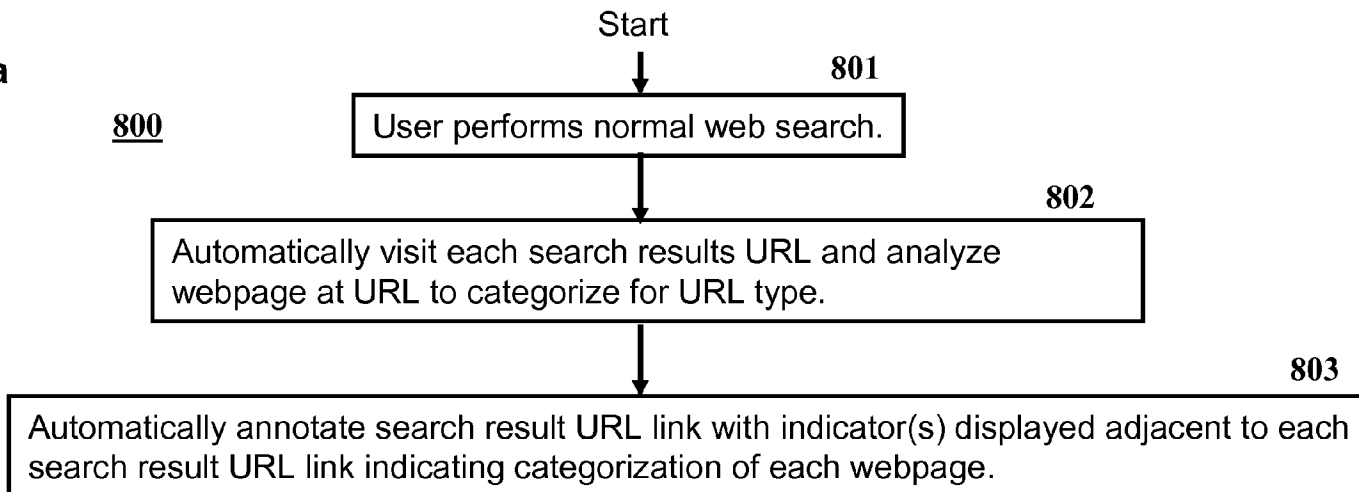 Start
a
801
800
User performs normal web search.
802
Automatically visit each search results URL and analyze
webpage at URL to categorize for URL type.
803
Automatically annotate search result URL link with indicator(s) displayed adjacent to each
search result URL link indicating categorization of each webpage.